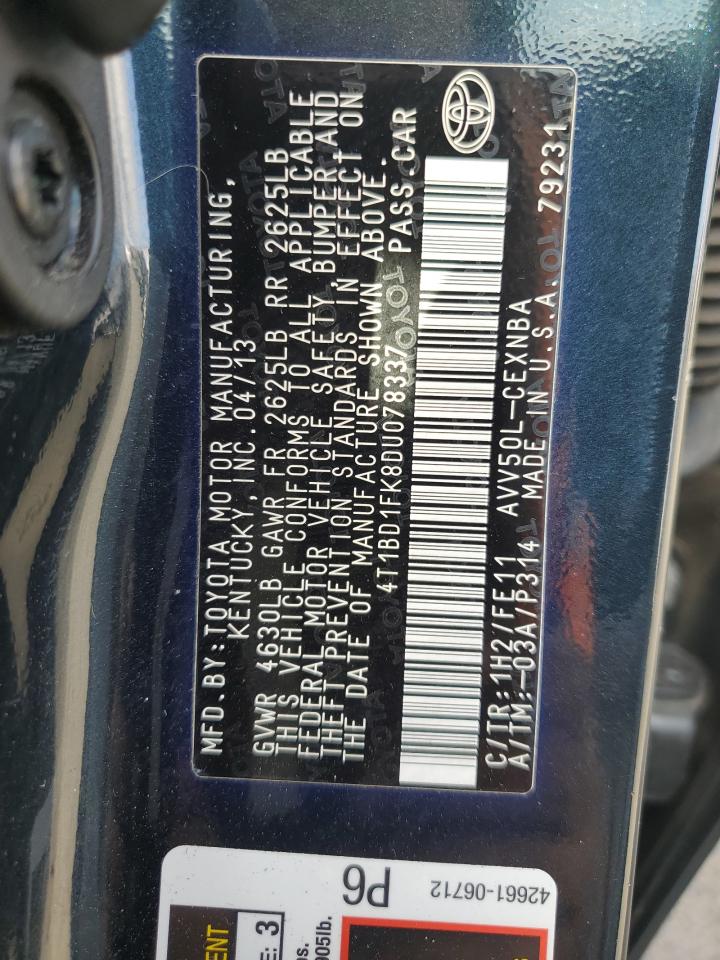 MFD.BY:TOYOTA MOTOR MANUFACTURING,
KENTUCKY, INC. 04/13
GVWR 4630LB GAWR FR 2625LB RR 2625LB
THIS VEHICLE CONFORMS TO ALL APPLICABLE
FEDERAL MOTOR VEHICLE SAFETY, BUMPER, AND
THEFT PREVENTION STANDARDS IN EFFECT ON
THE DATE OF MANUFACTURE SHOWN ABOVE.
4T1BD1FK8DU078337 PASS.CAR
C/TR:1H2/FE11 AVV50L-CEXNBA
A/TM:-03A/P314 MADE IN U.S.A. 79231
P6
42661-06712
3
005lb.